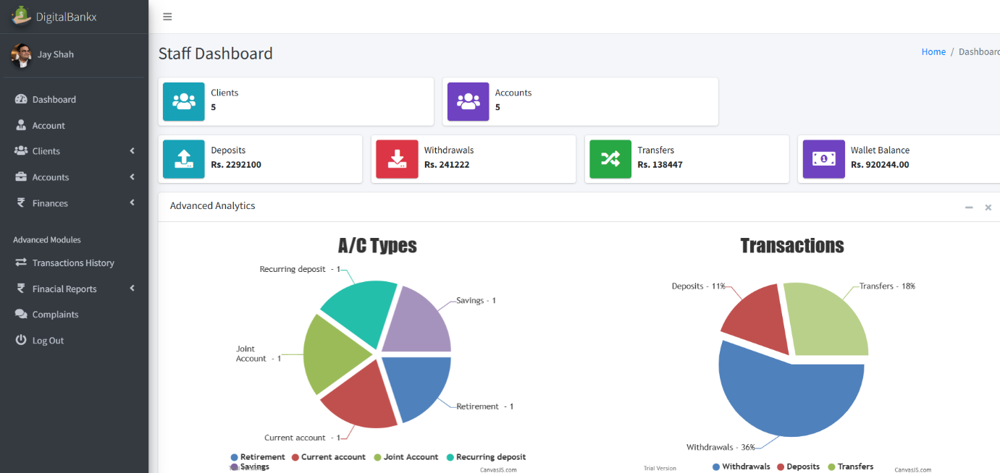 DigitalBankx
Jay Shah
Dashboard
Account
Clients
Accounts
Finances
Advanced Modules
Transactions History
Finacial Reports
Complaints
Log Out
Staff Dashboard
Home / Dashboard
Clients
5
Accounts
5
Deposits
Rs. 2292100
Withdrawals
Rs. 241222
Transfers
Rs. 138447
Wallet Balance
Rs. 920244.00
Advanced Analytics
A/C Types
Recurring deposit - 1
Savings - 1
Joint
Account - 1
Retirement - 1
Current account - 1
Retirement Current account Joint Account Recurring deposit
Savings
Trial Version
CanvasJS.com
Transactions
Deposits - 11%
Transfers - 18%
Withdrawals - 36%
Withdrawals Deposits Transfers
Trial Version
CanvasJS.com